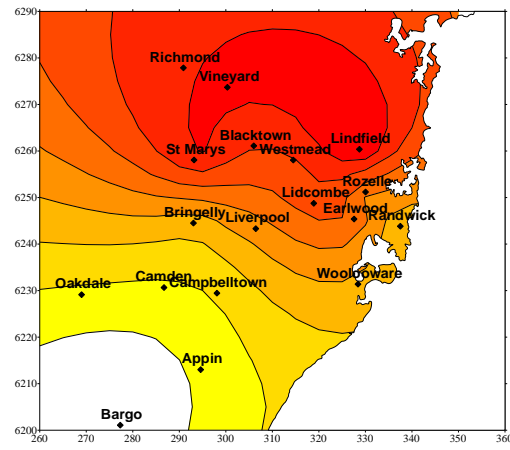 6290
6280
Richmond
Vineyard
6270
Blacktown
Lindfield
St Marys
Westmead
6260
Rozelle
6250
Lidcombe
Bringelly
Liverpool
Earlwood
Randwick
6240
Camden
Woolooware
Oakdale
Campbelltown
6230
6220
Appin
6210
Bargo
6200
260 270 280 290 300 310 320 330 340 350 360